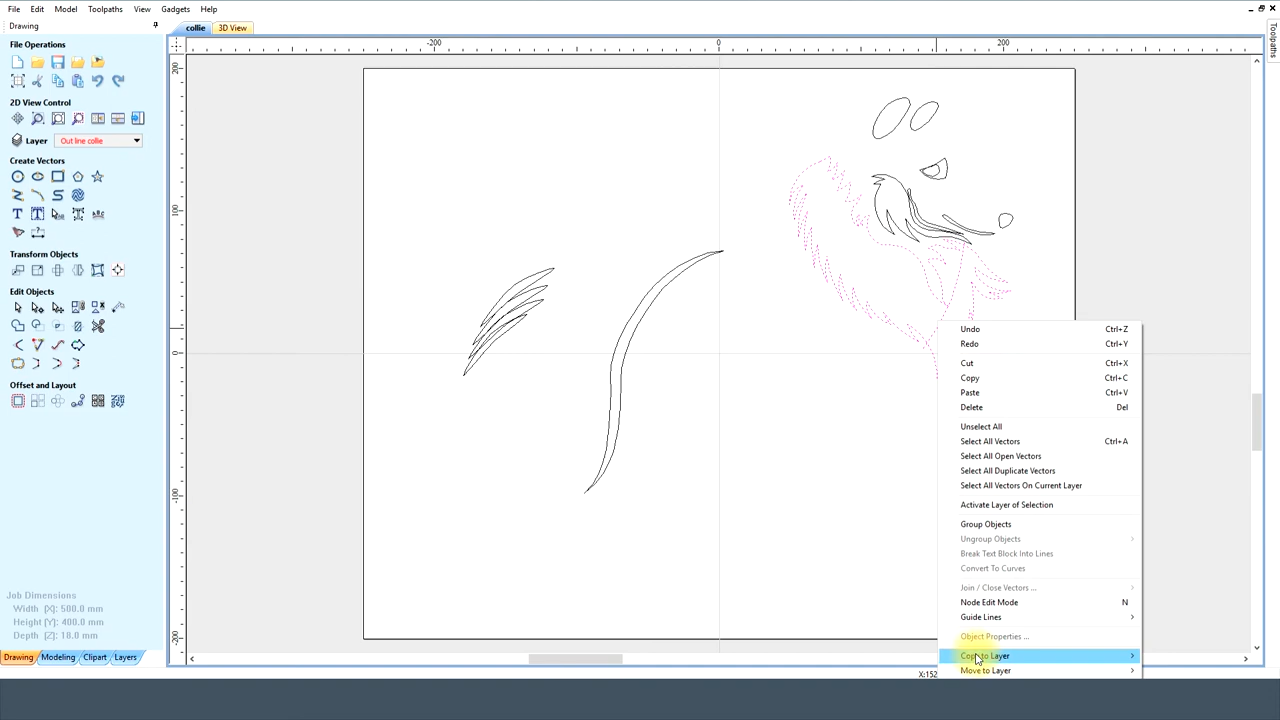 File Edit Model Toolpaths View Gadgets Help
Drawing
collie 3D View
Toolpaths
File Operations
2D View Control
Layer Out line collie
Create Vectors
Transform Objects
Edit Objects
Offset and Layout
-200 0 200
200
100
0
-100
-200
Undo Ctrl+Z
Redo Ctrl+Y
Cut Ctrl+X
Copy Ctrl+C
Paste Ctrl+V
Delete Del
Unselect All
Select All Vectors Ctrl+A
Select All Open Vectors
Select All Duplicate Vectors
Select All Vectors On Current Layer
Activate Layer of Selection
Group Objects
Ungroup Objects
Break Text Block Into Lines
Convert To Curves
Join / Close Vectors ...
Node Edit Mode N
Guide Lines
Object Properties ...
Copy to Layer
Move to Layer
Job Dimensions
Width [X]: 500.0 mm
Height [Y]: 400.0 mm
Depth [Z]: 18.0 mm
Drawing Modeling Clipart Layers
X:152